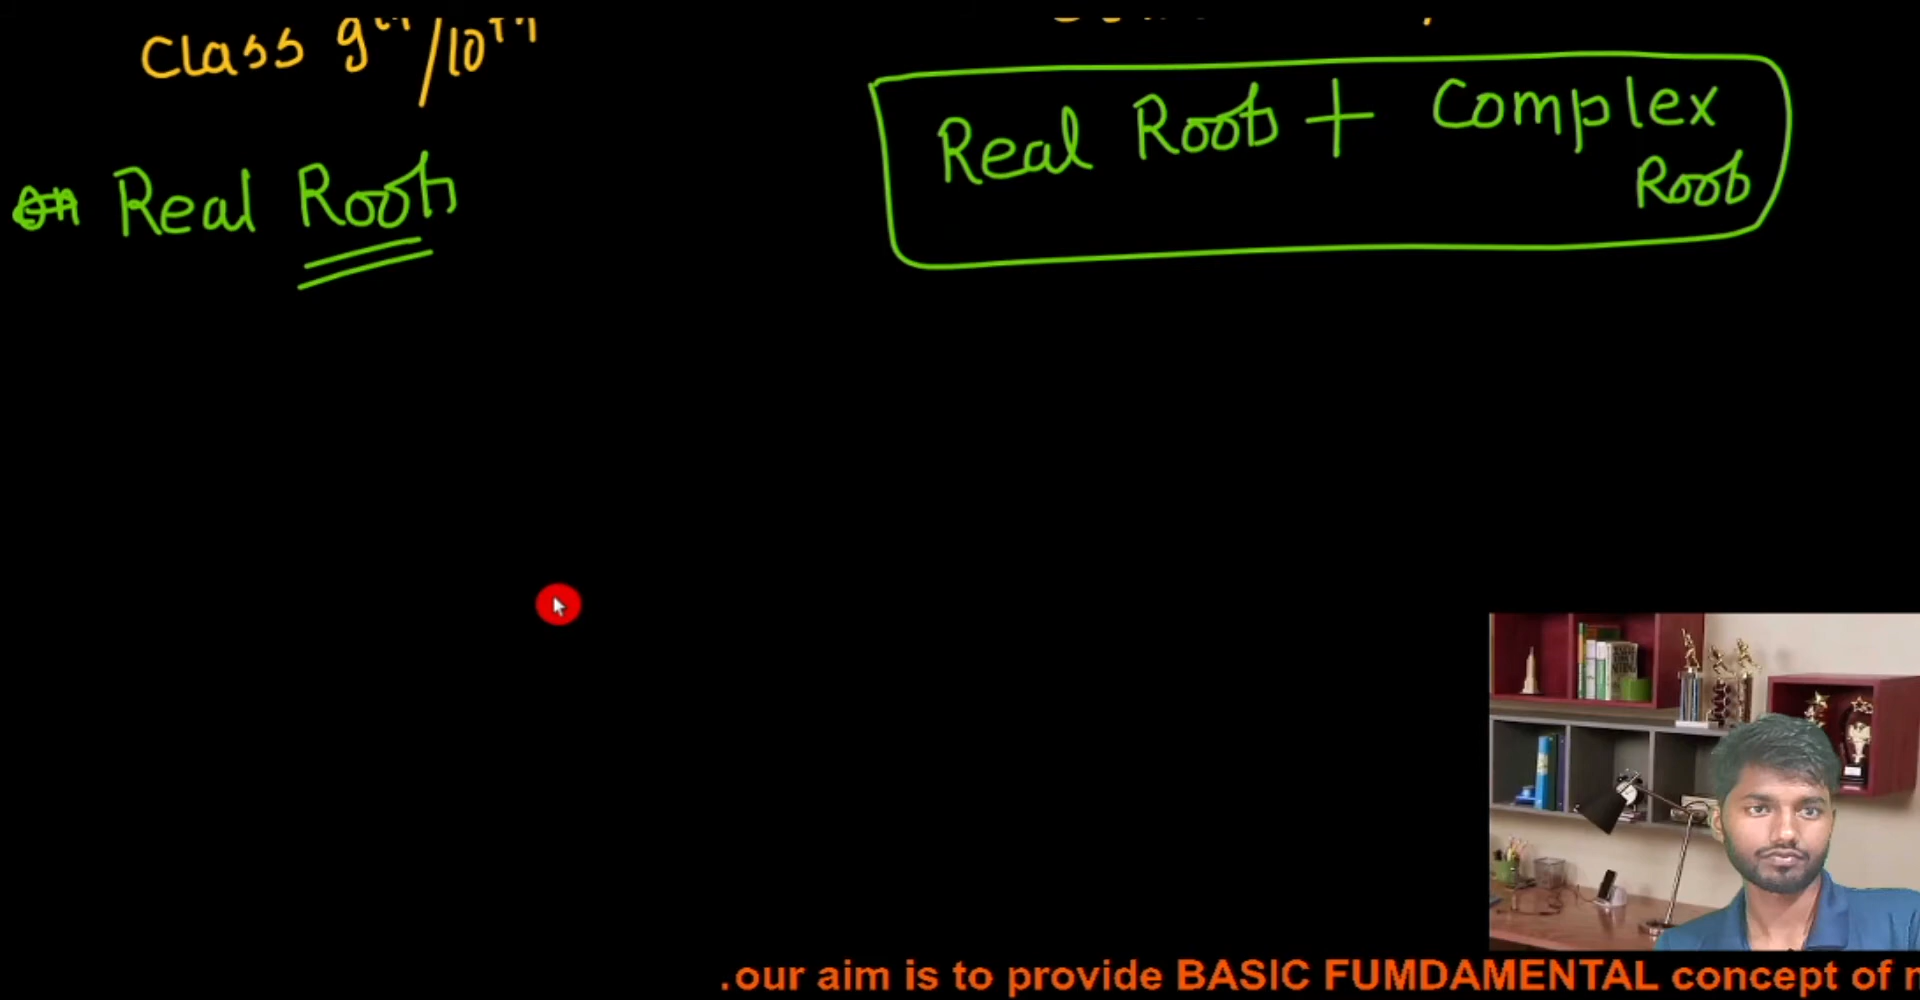 Class 9th/10th
Real Roots
Real Roots + Complex
Roots
.our aim is to provide BASIC FUMDAMENTAL concept of